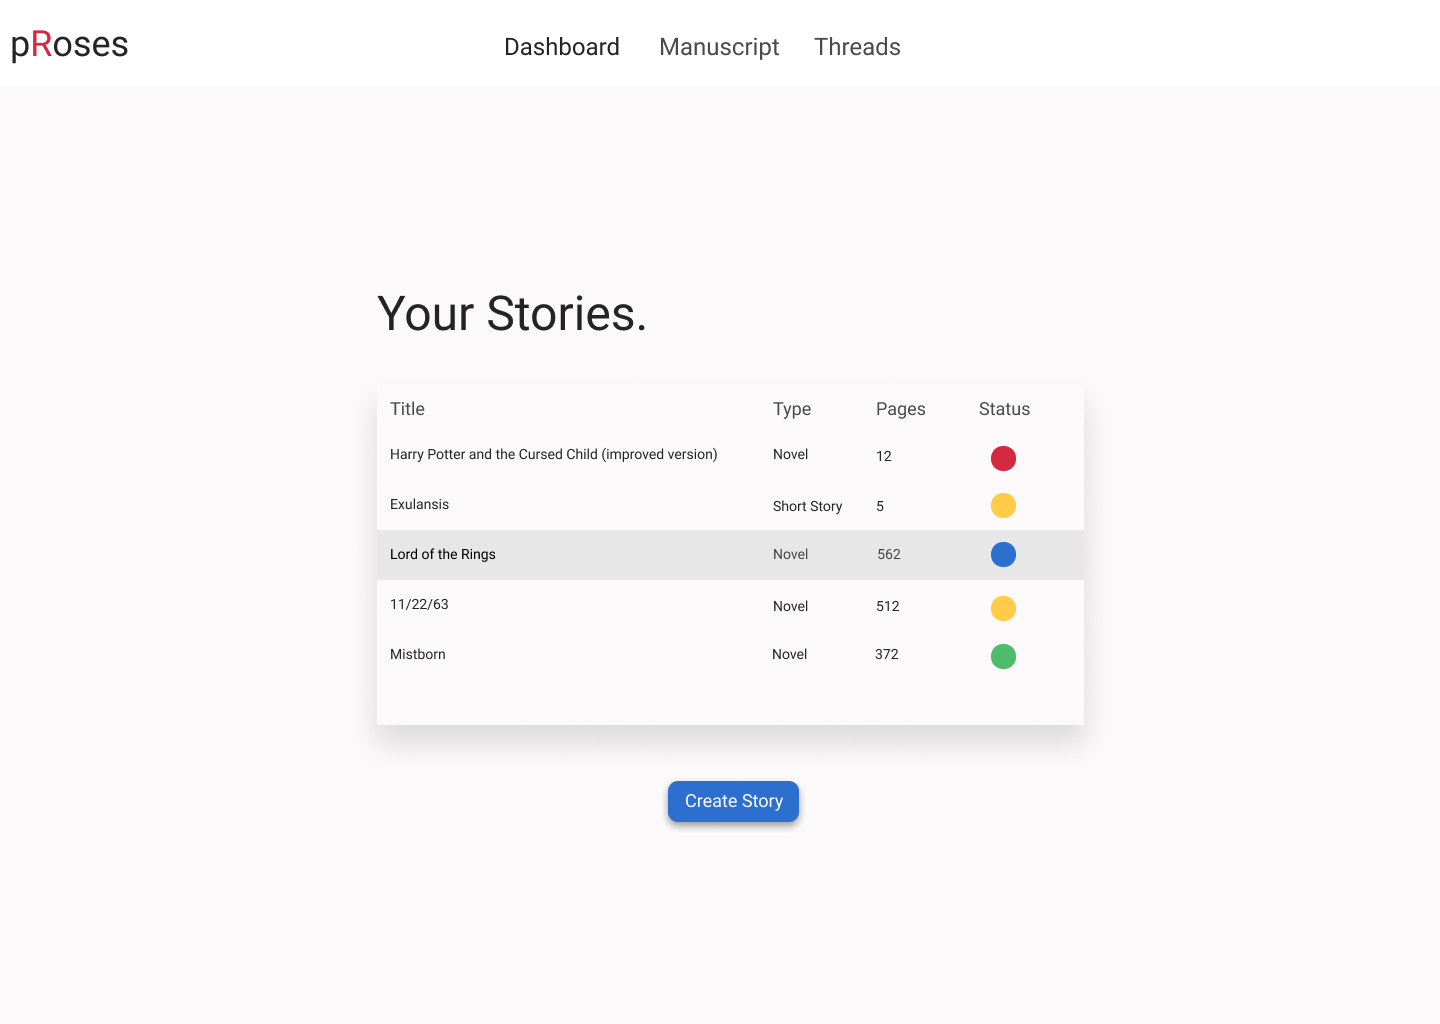 pRoses
Dashboard Manuscript Threads
Your Stories.
Title Type Pages Status
Harry Potter and the Cursed Child (improved version) Novel 12
Exulansis Short Story 5
Lord of the Rings Novel 562
11/22/63 Novel 512
Mistborn Novel 372
Create Story